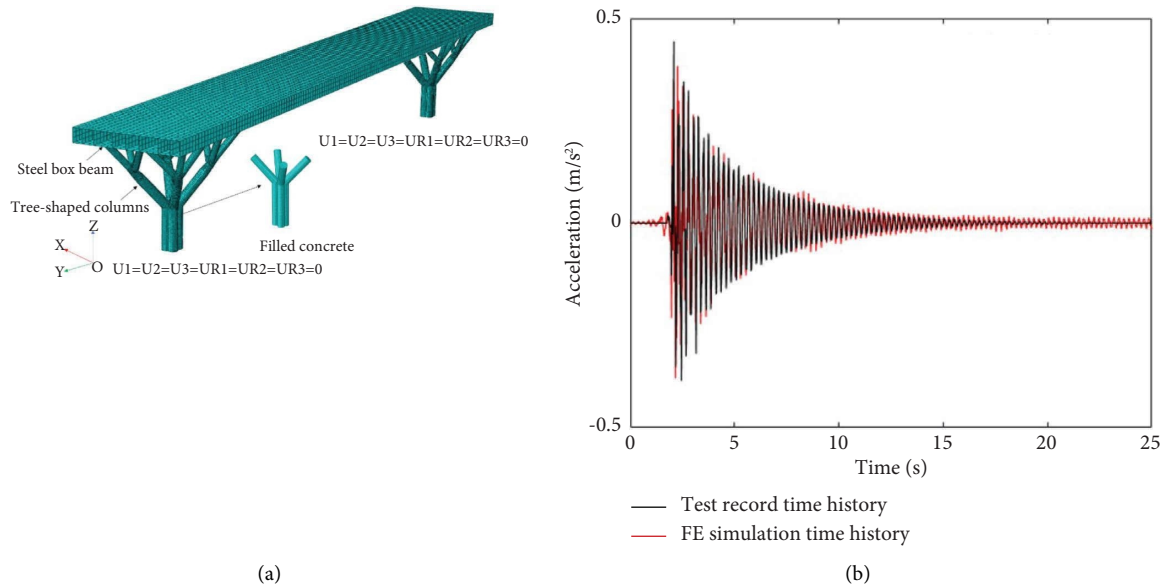 U1=U2=U3=UR1=UR2=UR3=0
Steel box beam
Tree-shaped columns
Filled concrete
Z
X
Y
O
U1=U2=U3=UR1=UR2=UR3=0
(a)
0.5
0
-0.5
Acceleration (m/s²)
0 5 10 15 20 25
Time (s)
Test record time history
FE simulation time history
(b)